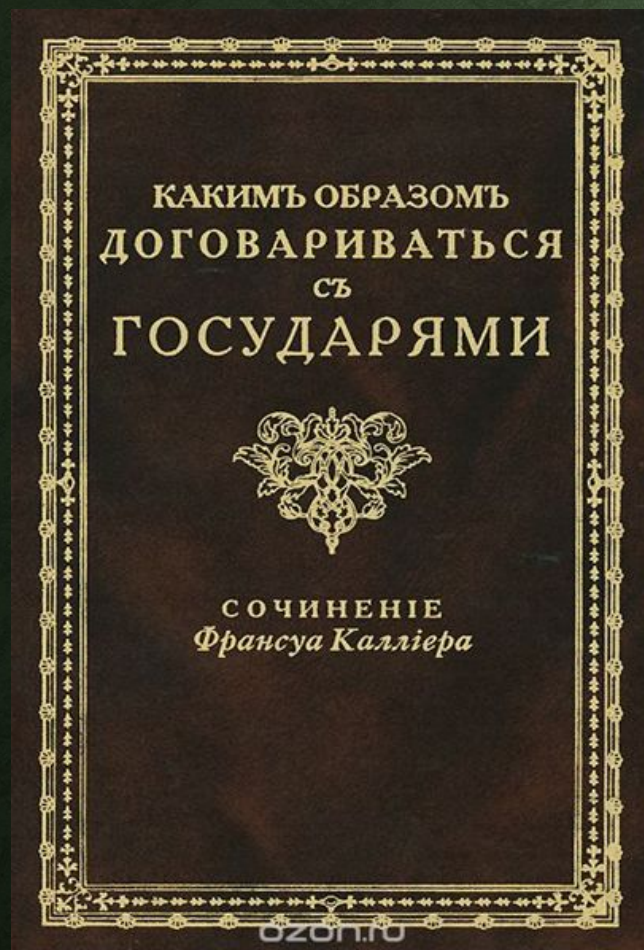 КАКИМЪ ОБРАЗОМЪ
ДОГОВАРИВАТЬСЯ
СЪ
ГОСУДАРЯМИ
СОЧИНЕНІЕ
Франсуа Калліера
ozon.ru